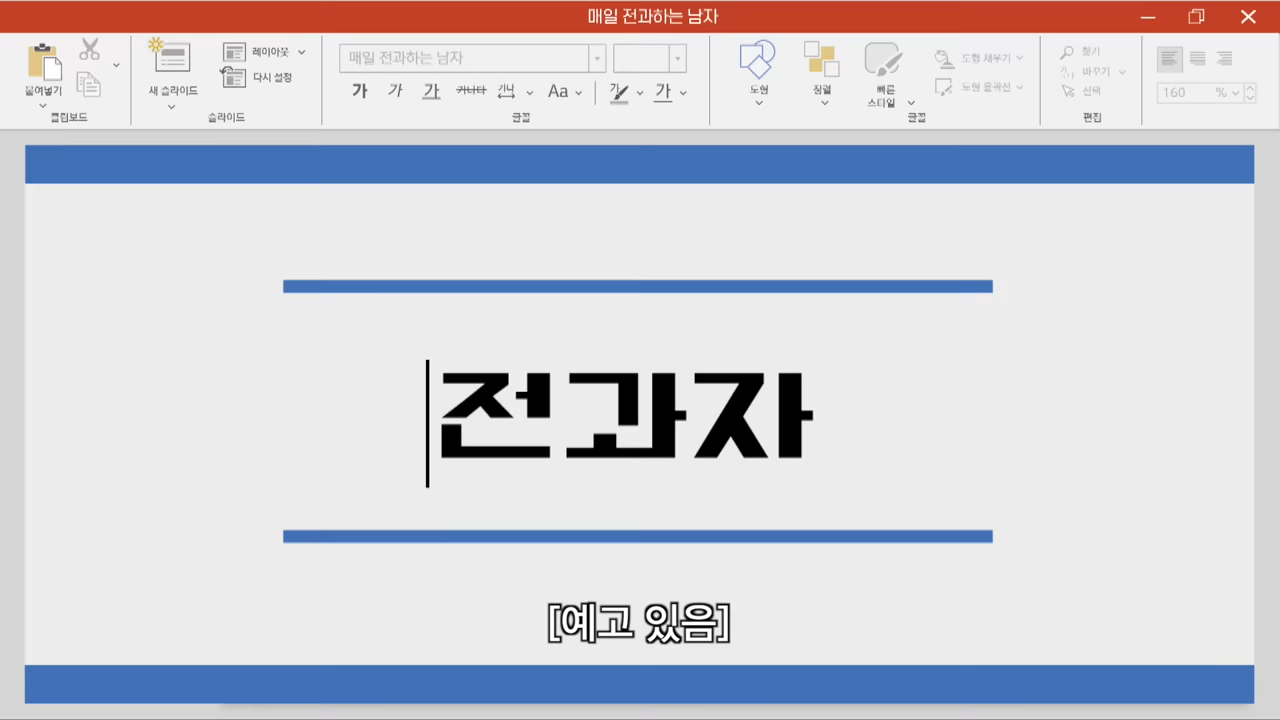 매일 전과하는 남자
붙여넣기
클립보드
새 슬라이드
레이아웃
다시 설정
슬라이드
매일 전과하는 남자
가 가 가 가나다 가나 Aa 가
글꼴
도형
정렬
빠른
스타일
도형 채우기
도형 윤곽선
글꼴
찾기
바꾸기
선택
편집
160 %
전과자
[예고 있음]